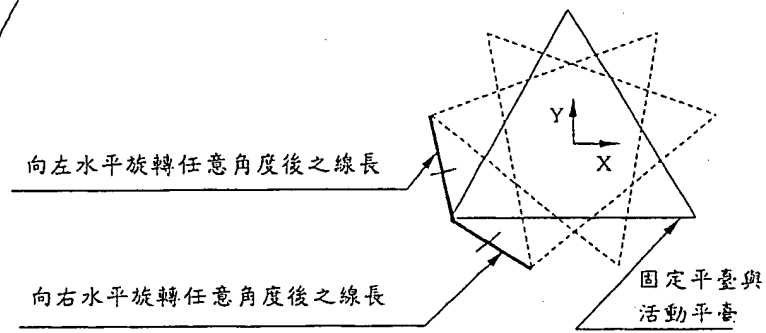 Y
X
向左水平旋轉任意角度後之線長
向右水平旋轉任意角度後之線長
固定平臺與
活動平臺